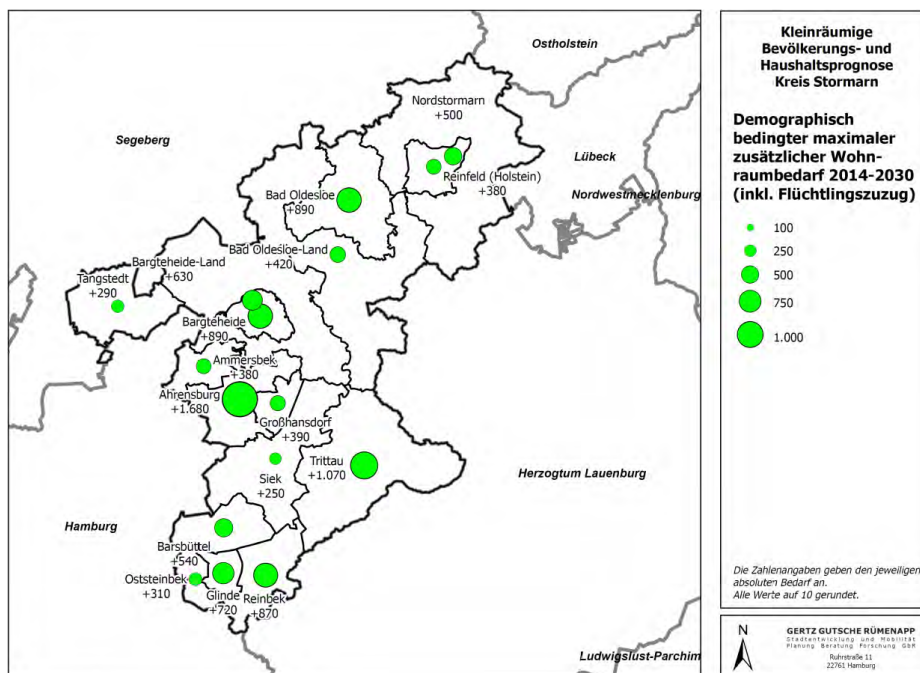 Ostholstein
Nordstormarn
+500
Segeberg
Lübeck
Reinfeld (Holstein)
+380
Nordwestmecklenburg
Bad Oldesloe
+890
Bad Oldesloe-Land
+420
Bargteheide-Land
+630
Tangstedt
+290
Bargteheide
+890
Ammersbek
+380
Ahrensburg
+1.680
Großhansdorf
+390
Trittau
+1.070
Siek
+250
Herzogtum Lauenburg
Hamburg
Barsbüttel
+540
Oststeinbek
+310
Glinde
+720
Reinbek
+870
Ludwigslust-Parchim
Kleinräumige
Bevölkerungs- und
Haushaltsprognose
Kreis Stormarn
Demographisch
bedingter maximaler
zusätzlicher Wohn-
raumbedarf 2014-2030
(inkl. Flüchtlingszuzug)
100
250
500
750
1.000
Die Zahlenangaben geben den jeweiligen
absoluten Bedarf an.
Alle Werte auf 10 gerundet.
N
GERTZ GUTSCHE RÜMENAPP
Stadtentwicklung und Mobilität
Planung Beratung Forschung GbR
Ruhrstraße 11
22761 Hamburg